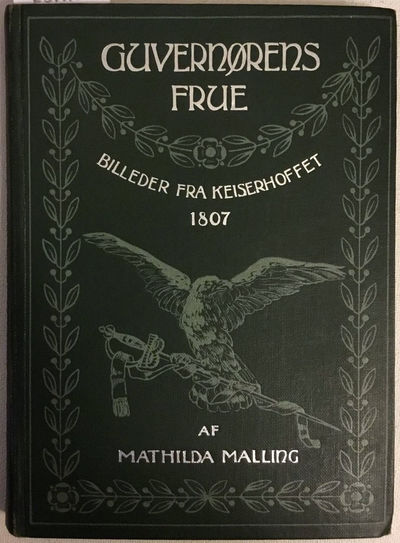 GUVERNØRENS
FRUE
BILLEDER FRA KEISERHOFFET
1807
AF
MATHILDA MALLING